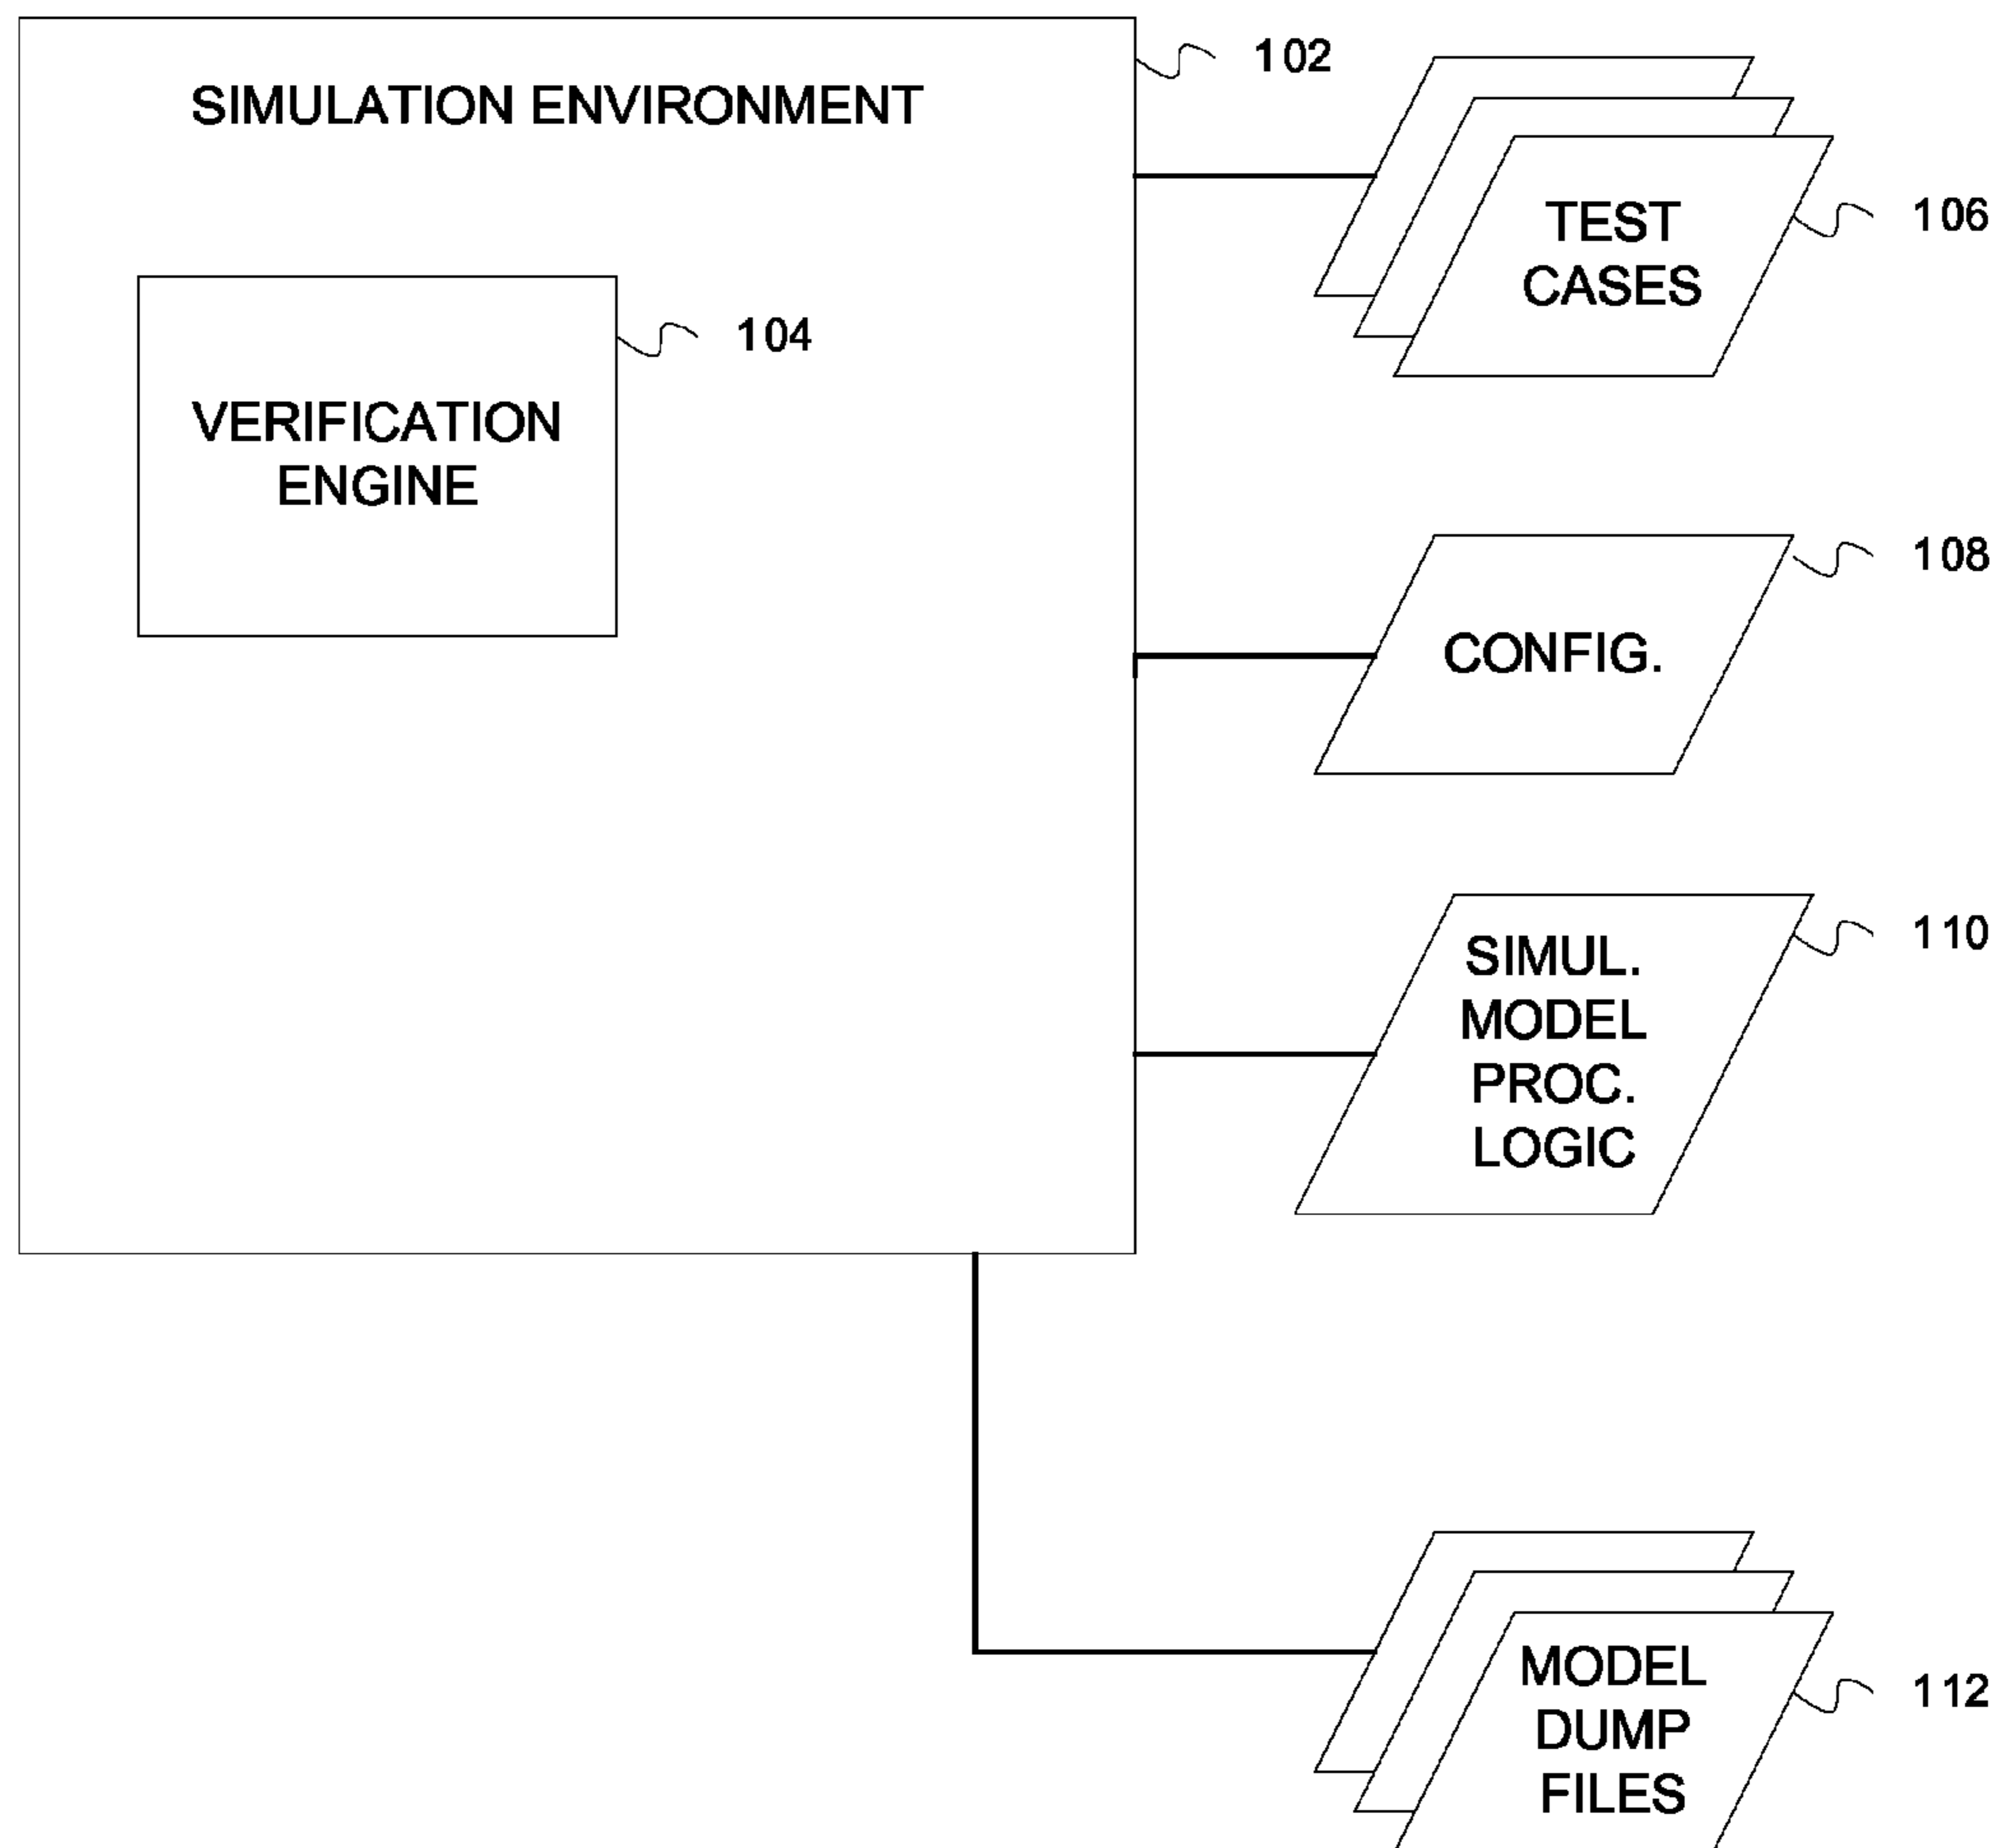 SIMULATION ENVIRONMENT
102
VERIFICATION
ENGINE
104
TEST
CASES
106
CONFIG.
108
SIMUL.
MODEL
PROC.
LOGIC
110
MODEL
DUMP
FILES
112